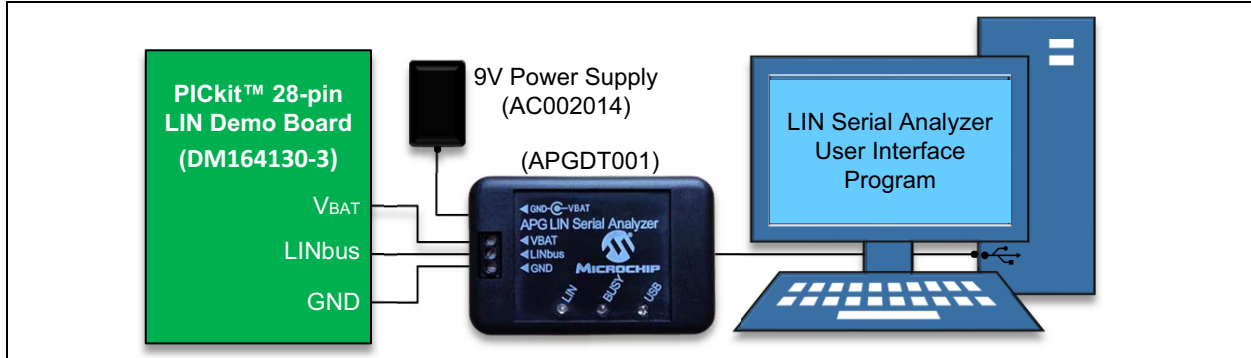 PICkit™ 28-pin
LIN Demo Board
(DM164130-3)
VBAT
LINbus
GND
9V Power Supply
(AC002014)
(APGDT001)
◄GND VBAT
APG LIN Serial Analyzer
◄VBAT
◄LINbus
◄GND
MICROCHIP
LIN
BUSY
USB
LIN Serial Analyzer
User Interface
Program